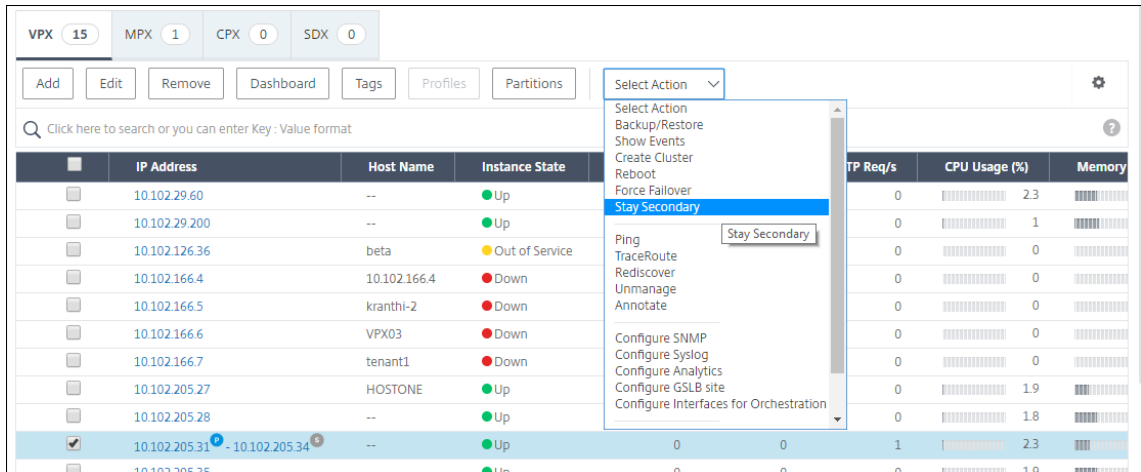 VPX 15 MPX 1 CPX 0 SDX 0
Add Edit Remove Dashboard Tags Profiles Partitions Select Action
Click here to search or you can enter Key : Value format
Select Action
Backup/Restore
Show Events
Create Cluster
Reboot
Force Failover
Stay Secondary
Stay Secondary
Ping
TraceRoute
Rediscover
Unmanage
Annotate
Configure SNMP
Configure Syslog
Configure Analytics
Configure GSLB site
Configure Interfaces for Orchestration
IP Address Host Name Instance State TP Req/s CPU Usage (%) Memory
10.102.29.60 -- Up 0 2.3
10.102.29.200 -- Up 0 1
10.102.126.36 beta Out of Service 0 0
10.102.166.4 10.102.166.4 Down 0 0
10.102.166.5 kranthi-2 Down 0 0
10.102.166.6 VPX03 Down 0 0
10.102.166.7 tenant1 Down 0 0
10.102.205.27 HOSTONE Up 0 1.9
10.102.205.28 -- Up 0 1.8
10.102.205.31 P - 10.102.205.34 S -- Up 0 0 1 2.3